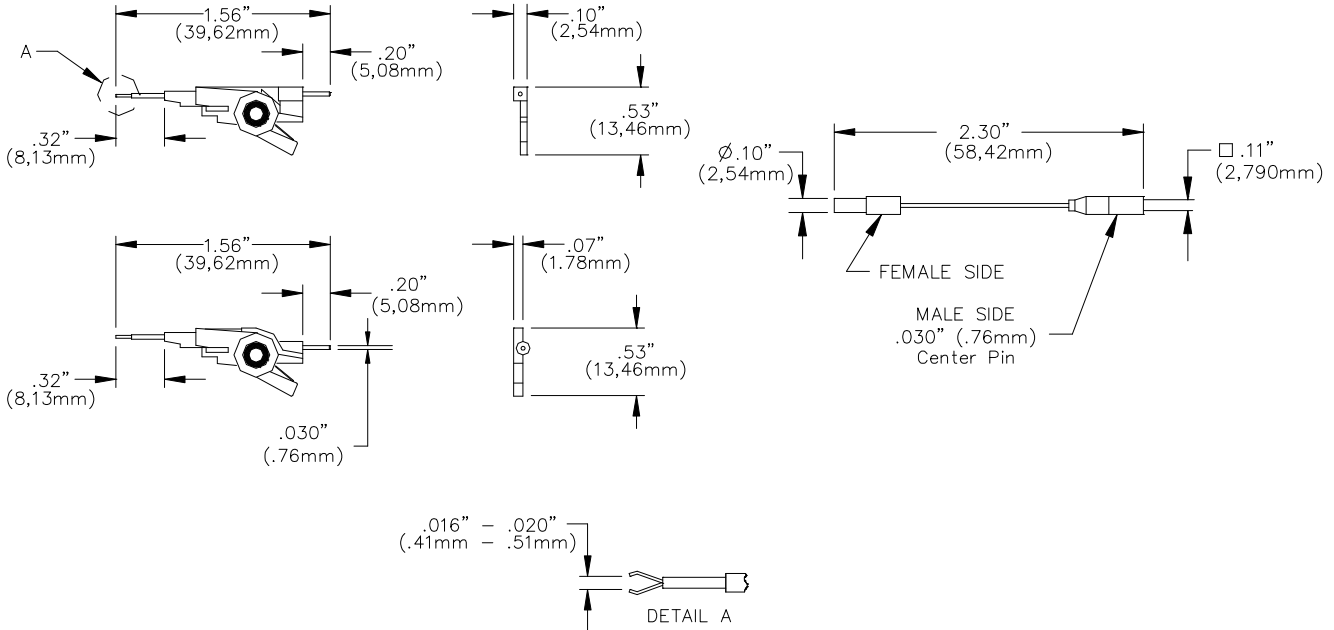 1.56”
(39,62mm)
A
.20”
(5,08mm)
.32”
(8,13mm)
.10”
(2,54mm)
.53”
(13,46mm)
2.30”
(58,42mm)
Ø.10”
(2,54mm)
□ .11”
(2,790mm)
FEMALE SIDE
MALE SIDE
.030” (.76mm)
Center Pin
1.56”
(39,62mm)
.20”
(5,08mm)
.32”
(8,13mm)
.030”
(.76mm)
.07”
(1.78mm)
.53”
(13,46mm)
.016” – .020”
(.41mm – .51mm)
DETAIL A